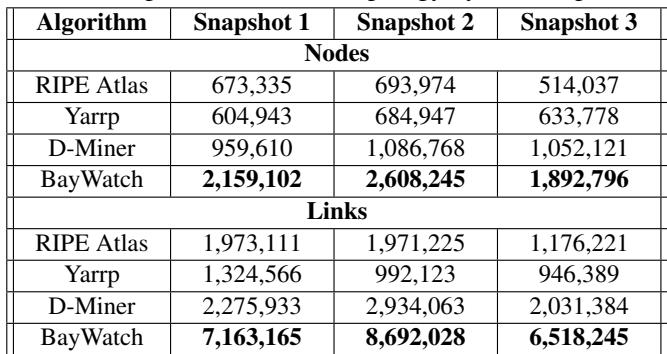 Algorithm Snapshot 1 Snapshot 2 Snapshot 3
Nodes
RIPE Atlas 673,335 693,974 514,037
Yarrp 604,943 684,947 633,778
D-Miner 959,610 1,086,768 1,052,121
BayWatch 2,159,102 2,608,245 1,892,796
Links
RIPE Atlas 1,973,111 1,971,225 1,176,221
Yarrp 1,324,566 992,123 946,389
D-Miner 2,275,933 2,934,063 2,031,384
BayWatch 7,163,165 8,692,028 6,518,245